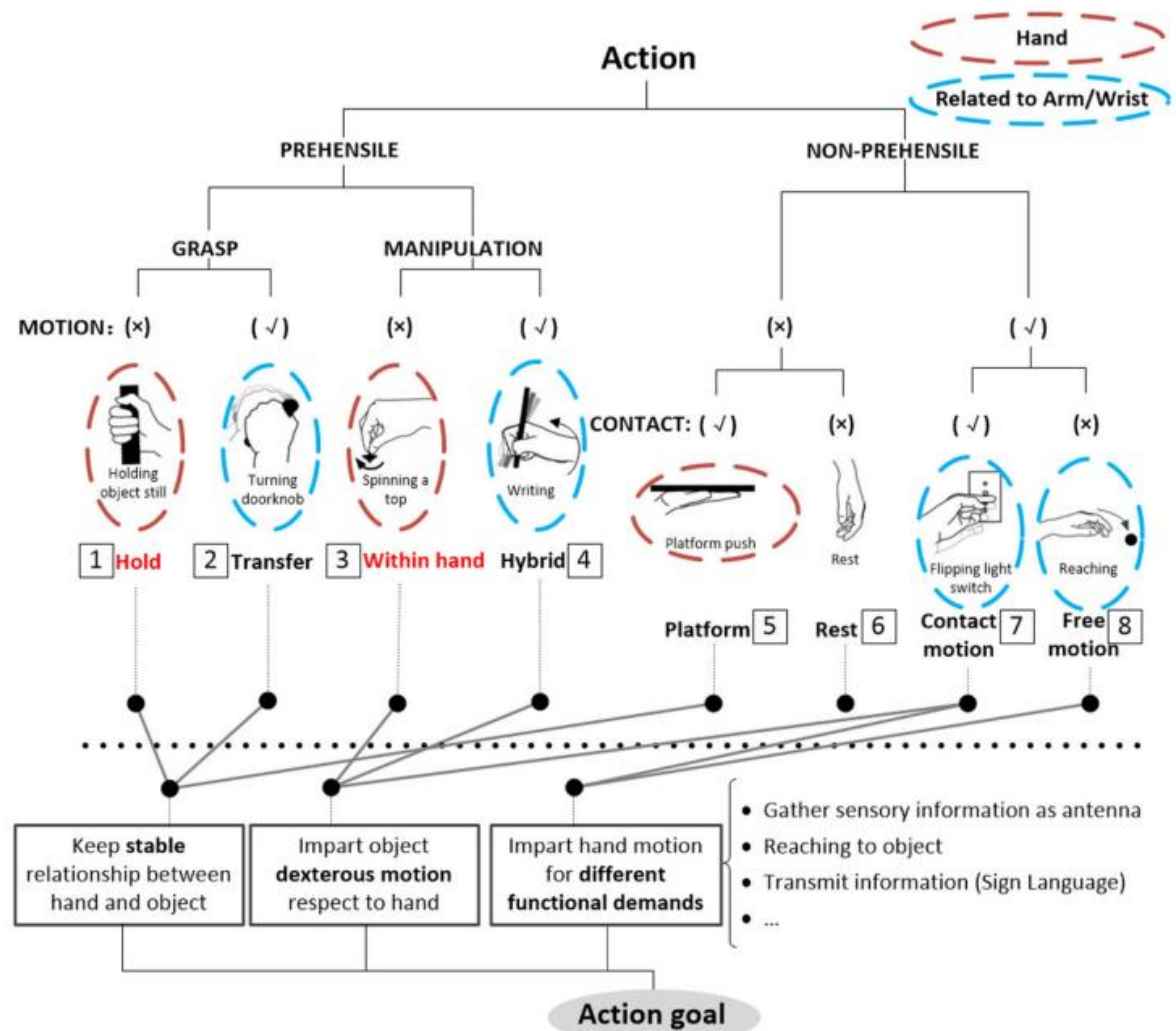 Action
Hand
Related to Arm/Wrist
PREHENSILE
NON-PREHENSILE
GRASP
MANIPULATION
MOTION: (×) (√) (×) (√) (×) (√)
CONTACT: (√) (×) (√) (×)
Holding
object still
Turning
doorknob
Spinning a
top
Writing
Platform push
Rest
Flipping light
switch
Reaching
1 Hold
2 Transfer
3 Within hand
Hybrid 4
Platform 5
Rest 6
Contact 7
motion
Free 8
motion
Keep stable
relationship between
hand and object
Impart object
dexterous motion
respect to hand
Impart hand motion
for different
functional demands
• Gather sensory information as antenna
• Reaching to object
• Transmit information (Sign Language)
• ...
Action goal